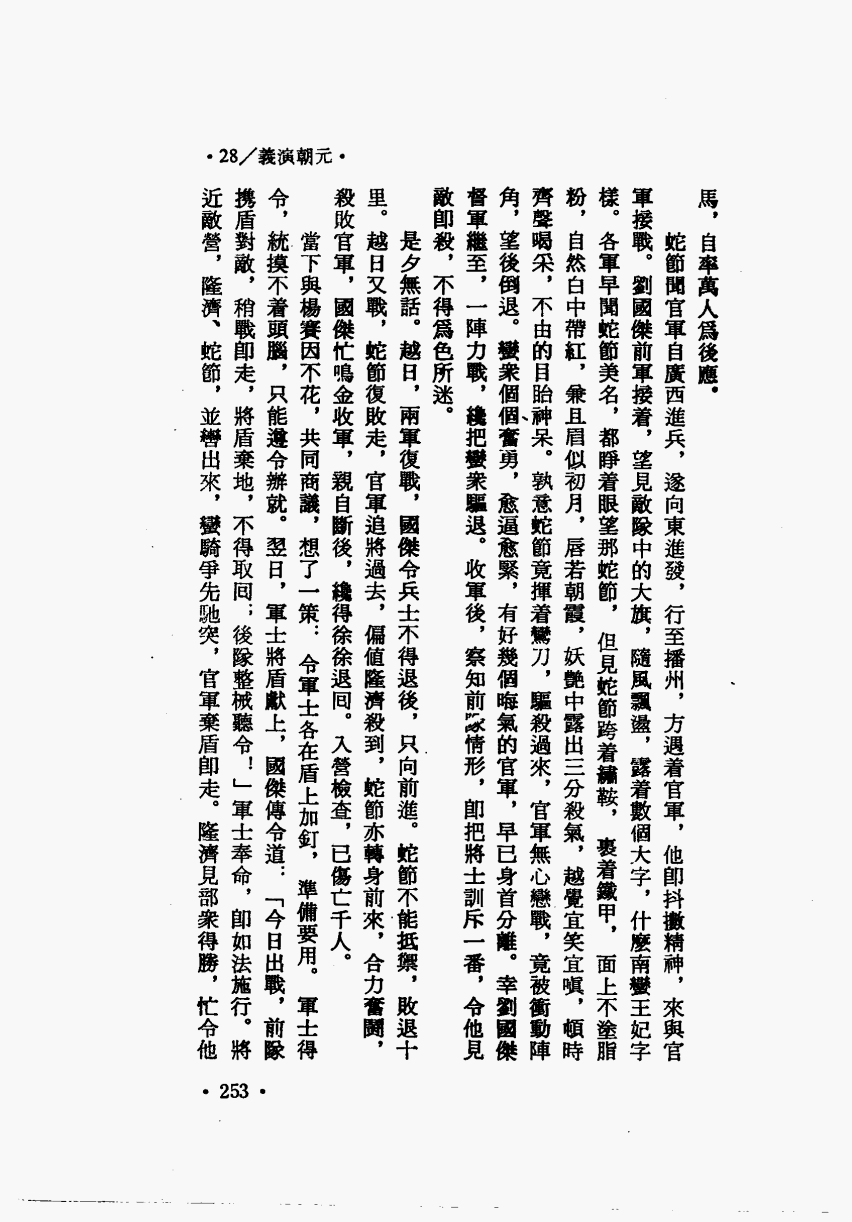 •28/義演朝元•
馬，自率萬人爲後應。
蛇節聞官軍自廣西進兵，遂向東進發，行至播州，方遇着官軍，他卽抖擻精神，來與官
軍接戰。劉國傑前軍接着，望見敵隊中的大旗，隨風飄盪，露着數個大字，什麼南蠻王妃字
樣。各軍早聞蛇節美名，都睜着眼望那蛇節，但見蛇節跨着繡鞍，裹着鐵甲，面上不塗脂
粉，自然白中帶紅，兼且眉似初月，唇若朝霞，妖艷中露出三分殺氣，越覺宜笑宜嗔，頓時
齊聲喝采，不由的目眙神呆。孰意蛇節竟揮着鸞刀，驅殺過來，官軍無心戀戰，竟被衝動陣
角，望後倒退。蠻衆個個奮勇，愈逼愈緊，有好幾個晦氣的官軍，早已身首分離。幸劉國傑
督軍繼至，一陣力戰，纔把蠻衆驅退。收軍後，察知前隊情形，卽把將士訓斥一番，令他見
敵卽殺，不得爲色所迷。
是夕無話。越日，兩軍復戰，國傑令兵士不得退後，只向前進。蛇節不能抵禦，敗退十
里。越日又戰，蛇節復敗走，官軍追將過去，偏値隆濟殺到，蛇節亦轉身前來，合力奮鬭，
殺敗官軍，國傑忙鳴金收軍，親自斷後，纔得徐徐退囘。入營檢查，已傷亡千人。
當下與楊賽因不花，共同商議，想了一策：令軍士各在盾上加釘，準備要用。軍士得
令，統摸不着頭腦，只能遵令辦就。翌日，軍士將盾獻上，國傑傳令道：「今日出戰，前隊
携盾對敵，稍戰卽走，將盾棄地，不得取囘；後隊整械聽令！」軍士奉命，卽如法施行。將
近敵營，隆濟、蛇節，並轡出來，蠻騎爭先馳突，官軍棄盾卽走。隆濟見部衆得勝，忙令他
•253•